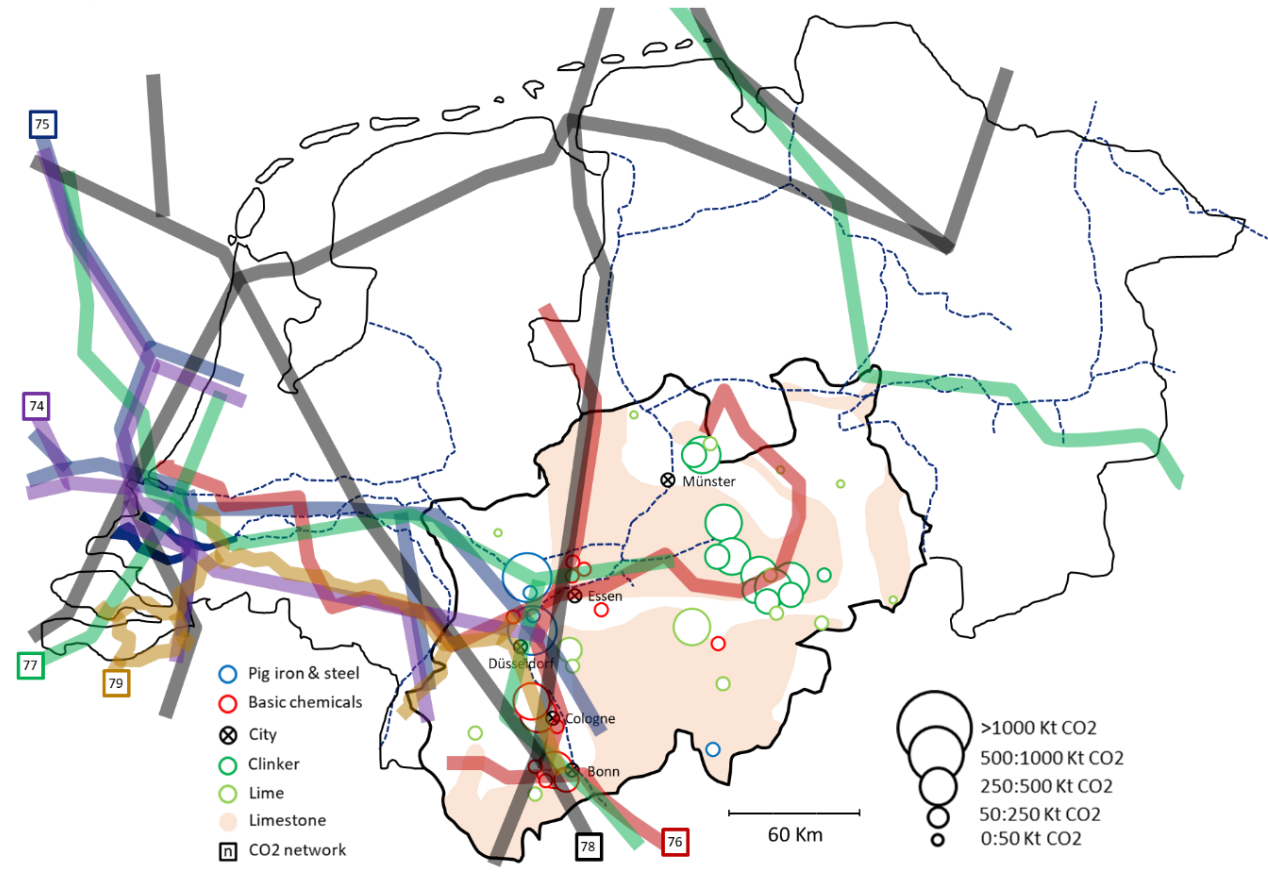 75
74
77
79
78
76
Münster
Essen
Düsseldorf
Cologne
Bonn
Pig iron & steel
Basic chemicals
City
Clinker
Lime
Limestone
n CO2 network
60 Km
>1000 Kt CO2
500:1000 Kt CO2
250:500 Kt CO2
50:250 Kt CO2
0:50 Kt CO2